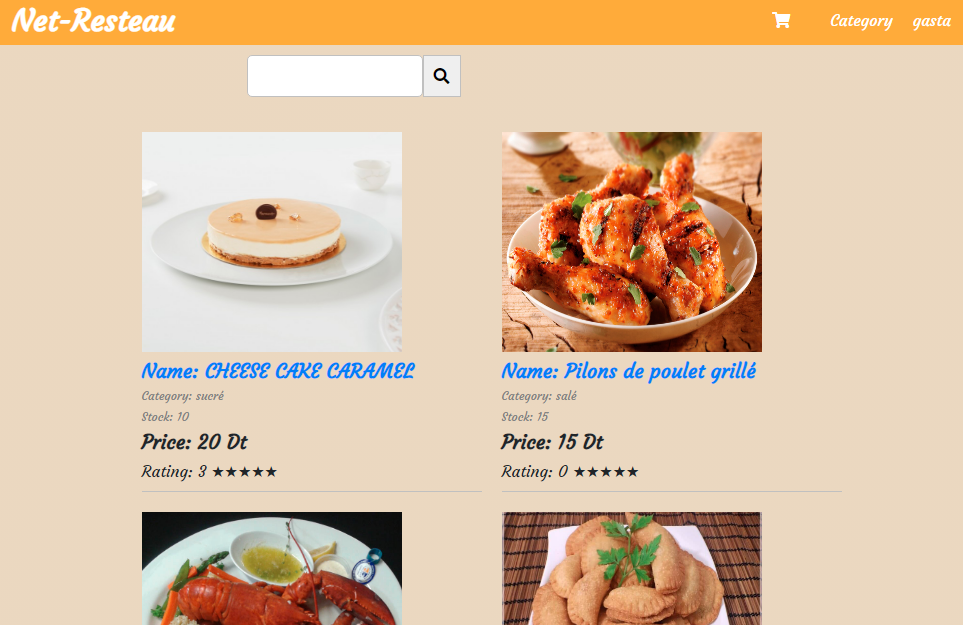 Net-Resteau
Category gasta
Name: CHEESE CAKE CARAMEL
Category: sucré
Stock: 10
Price: 20 Dt
Rating: 3 ★★★★★
Name: Pilons de poulet grillé
Category: salé
Stock: 15
Price: 15 Dt
Rating: 0 ★★★★★